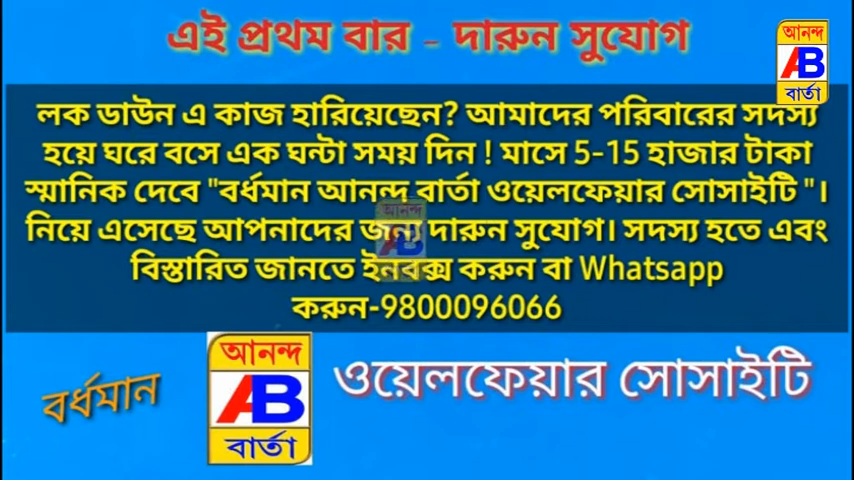 এই প্রথম বার - দারুন সুযোগ
আনন্দ
AB
বার্তা
লক ডাউন এ কাজ হারিয়েছেন? আমাদের পরিবারের সদস্য
হয়ে ঘরে বসে এক ঘন্টা সময় দিন ! মাসে 5-15 হাজার টাকা
স্মানিক দেবে "বর্ধমান আনন্দ বার্তা ওয়েলফেয়ার সোসাইটি "।
নিয়ে এসেছে আপনাদের জন্য দারুন সুযোগ। সদস্য হতে এবং
বিস্তারিত জানতে ইনবক্স করুন বা Whatsapp
করুন-9800096066
আনন্দ
AB
বর্ধমান
আনন্দ
AB
বার্তা
ওয়েলফেয়ার সোসাইটি